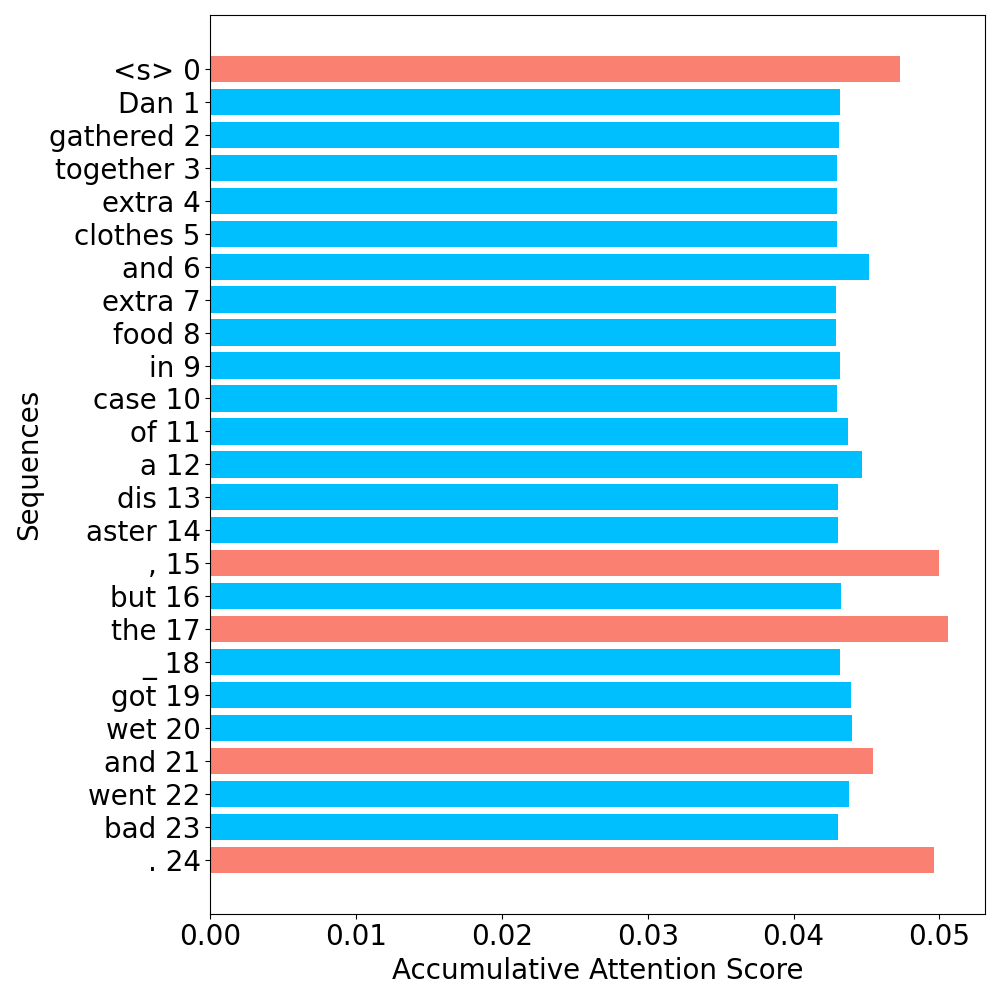 <s> 0
Dan 1
gathered 2
together 3
extra 4
clothes 5
and 6
extra 7
food 8
in 9
case 10
of 11
a 12
dis 13
aster 14
, 15
but 16
the 17
_ 18
got 19
wet 20
and 21
went 22
bad 23
. 24
Sequences
0.00 0.01 0.02 0.03 0.04 0.05
Accumulative Attention Score